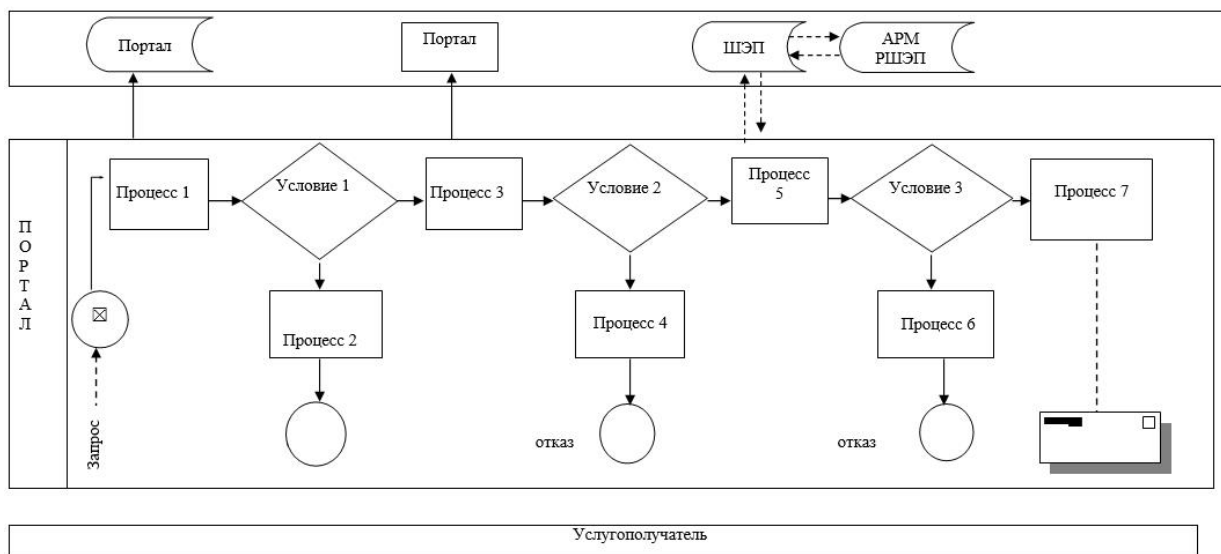 Портал
Портал
ШЭП
АРМ
РШЭП
ПОРТАЛ
Процесс 1
Условие 1
Процесс 3
Условие 2
Процесс
5
Условие 3
Процесс 7
Процесс 2
Процесс 4
Процесс 6
Запрос
отказ
отказ
Услугополучатель